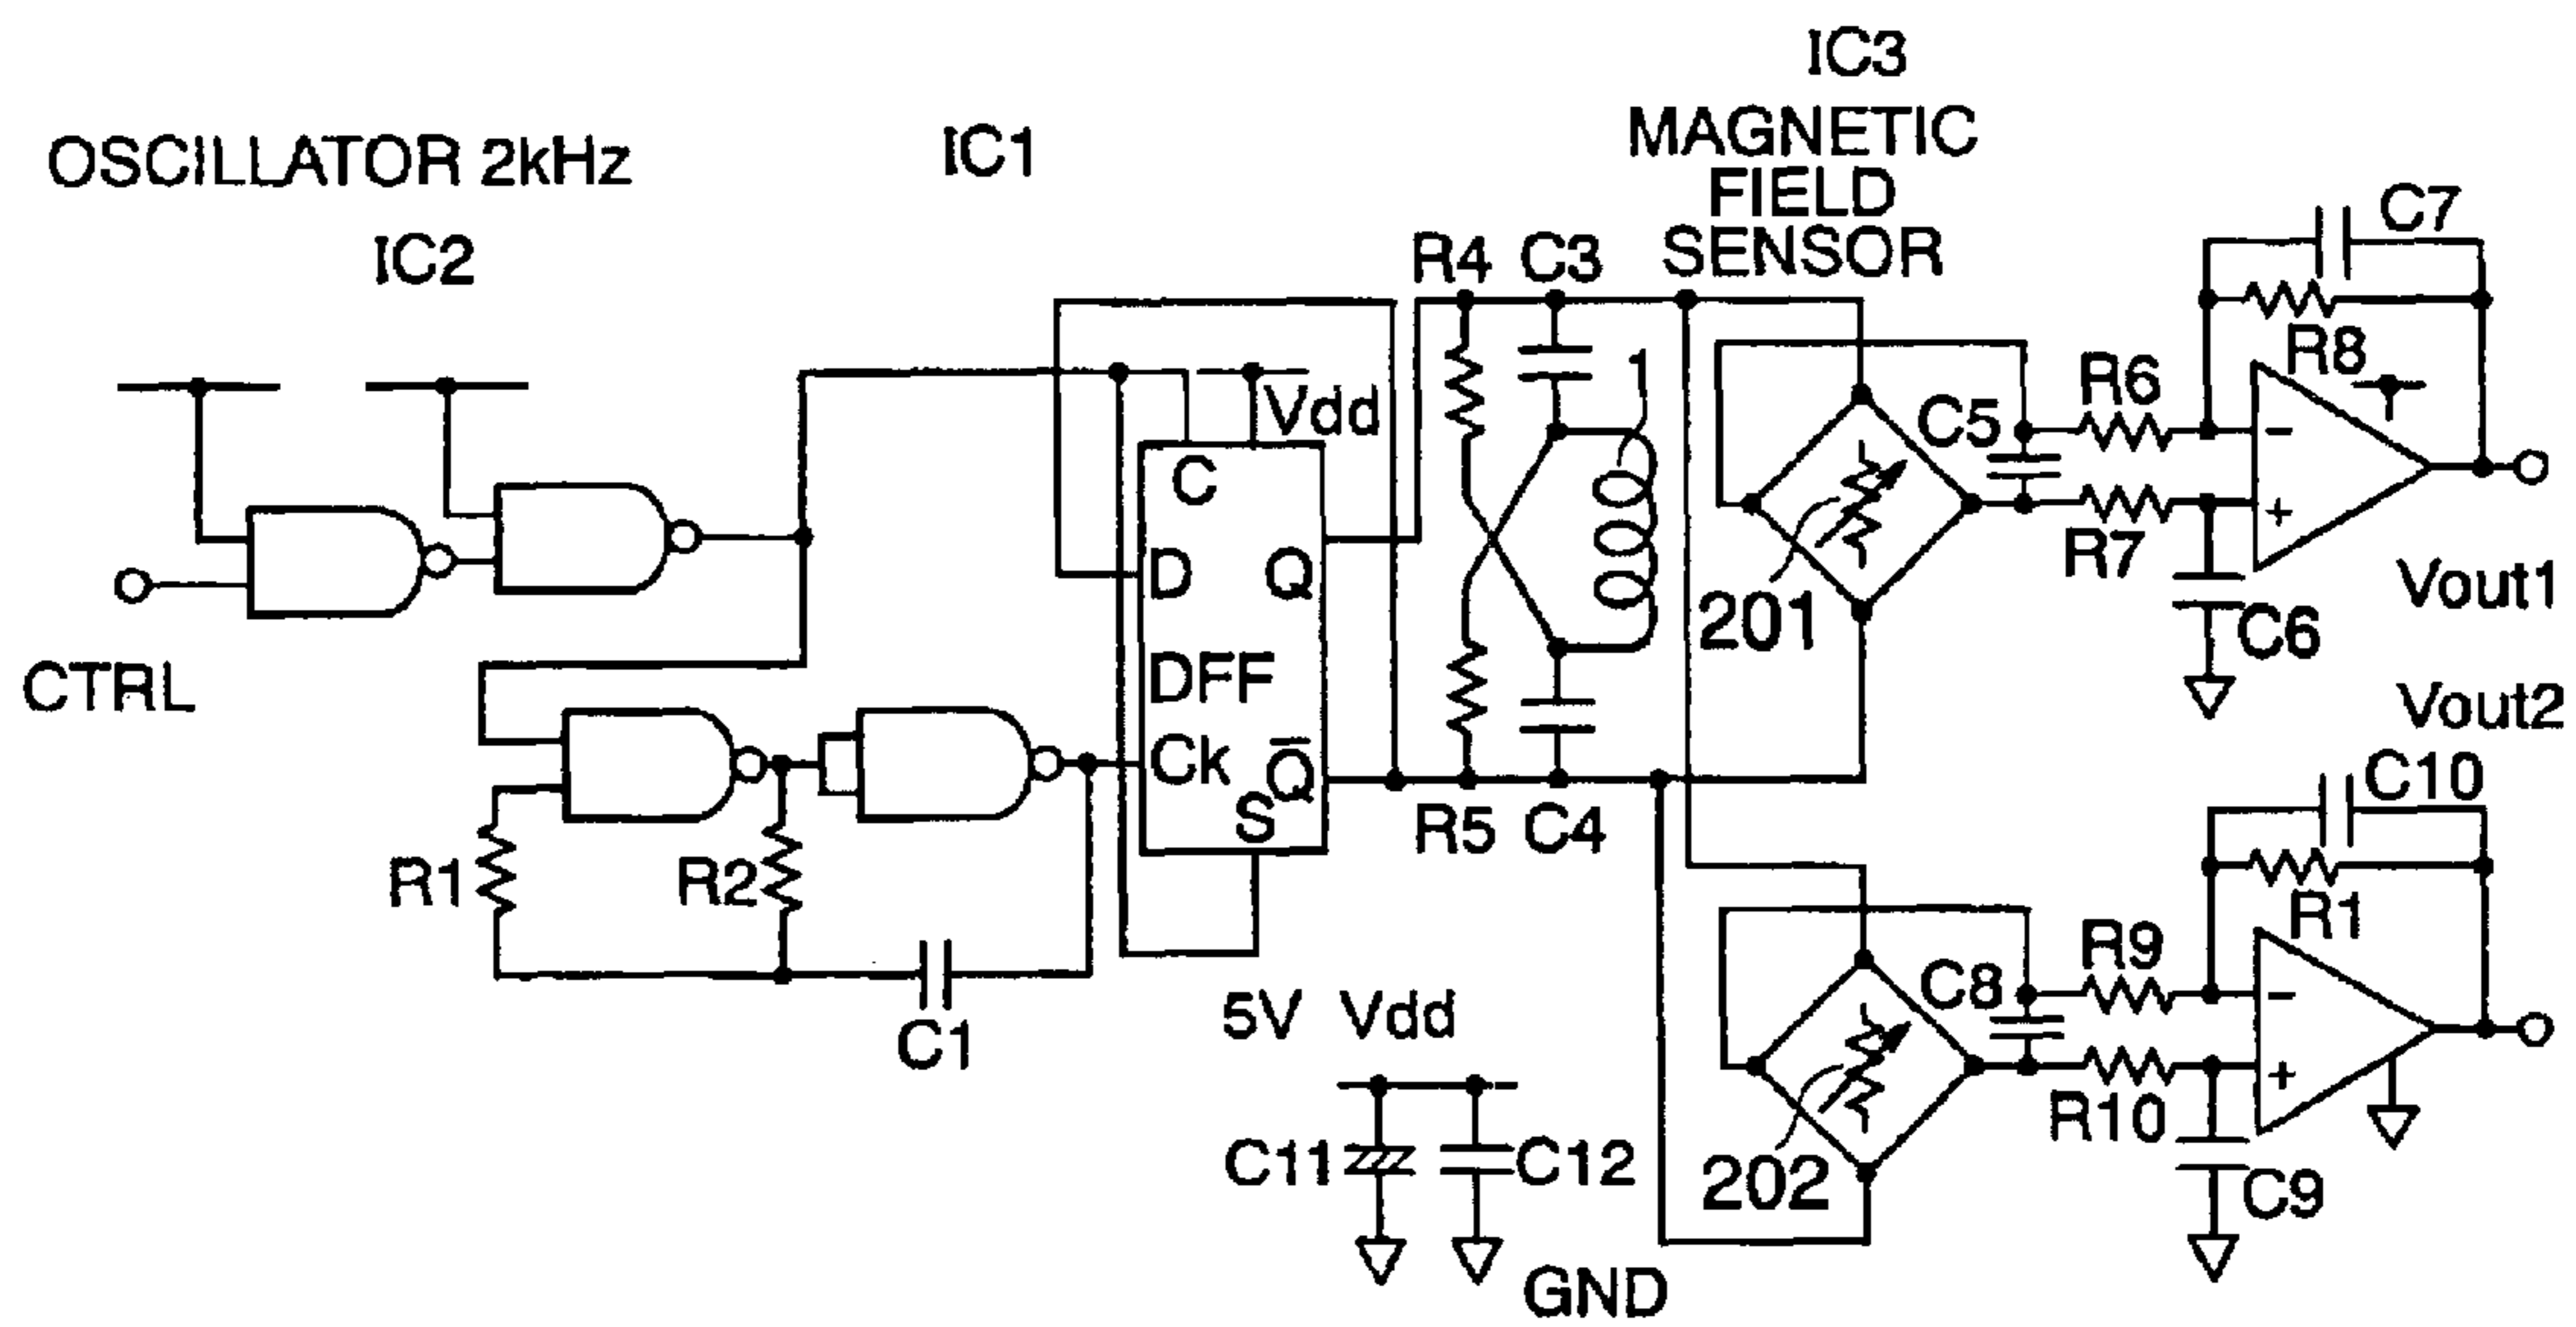 IC3
MAGNETIC
FIELD
SENSOR
OSCILLATOR 2kHz
IC1
IC2
R4 C3
C7
R8
1
Vdd
C5
R6
C
D
Q
R7
201
C6
Vout1
CTRL
DFF
Vout2
Ck
Q̅
S
R1
R2
R5 C4
C10
R1
R9
C1
5V Vdd
C8
R10
C11
C12
202
C9
GND